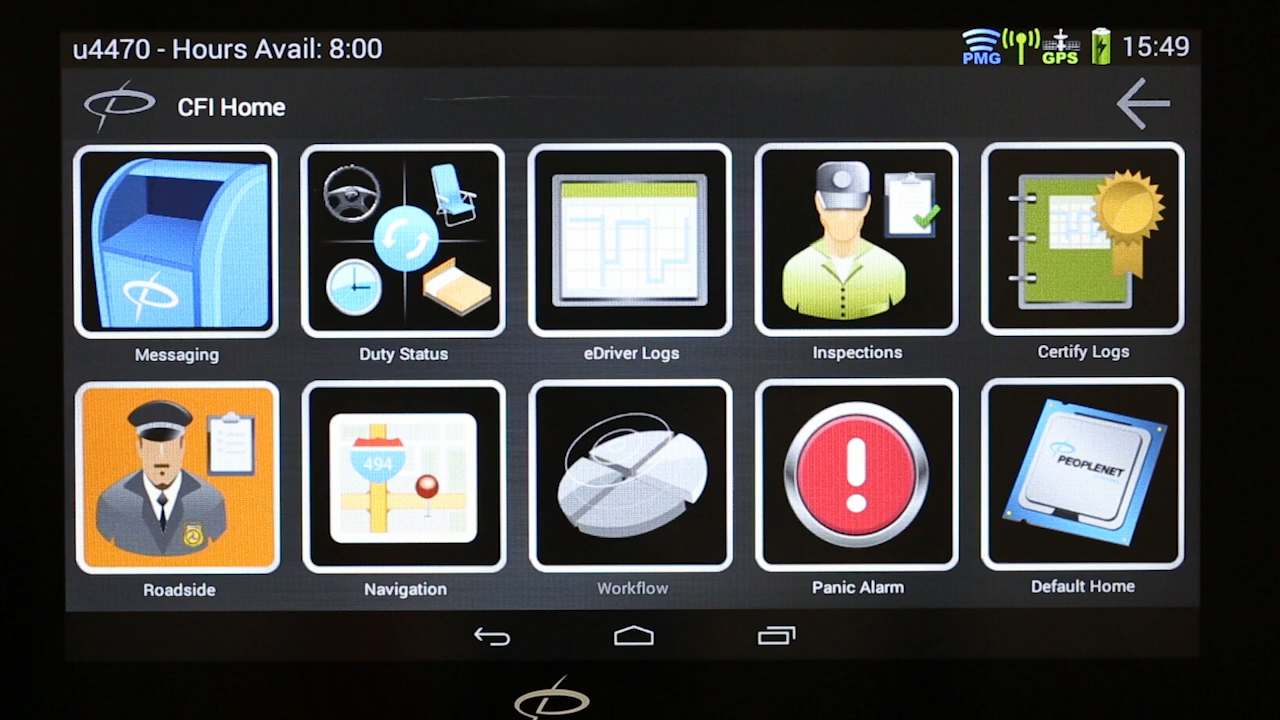 u4470 - Hours Avail: 8:00
PMG
GPS
15:49
CFI Home
Messaging
Duty Status
eDriver Logs
Inspections
Certify Logs
494
PEOPLENET
Roadside
Navigation
Workflow
Panic Alarm
Default Home